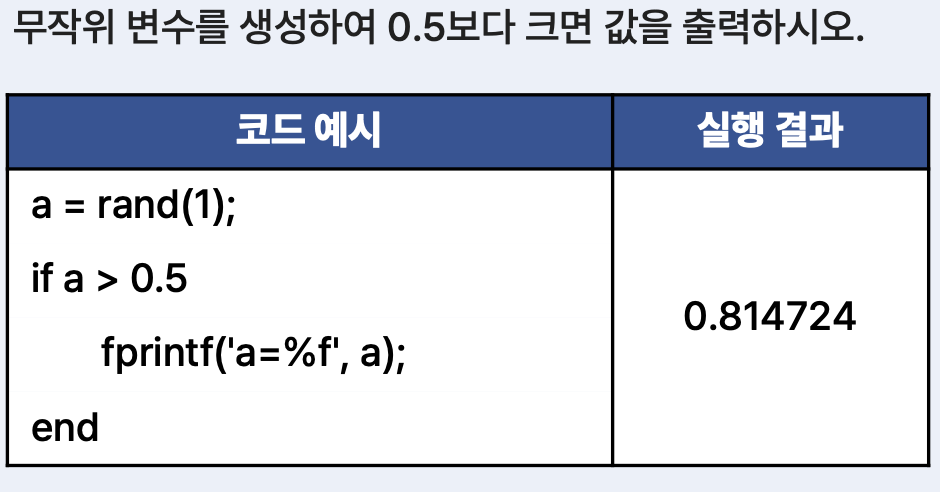 무작위 변수를 생성하여 0.5보다 크면 값을 출력하시오.
코드 예시
실행 결과
a = rand(1);
if a > 0.5
fprintf('a=%f', a);
end
0.814724